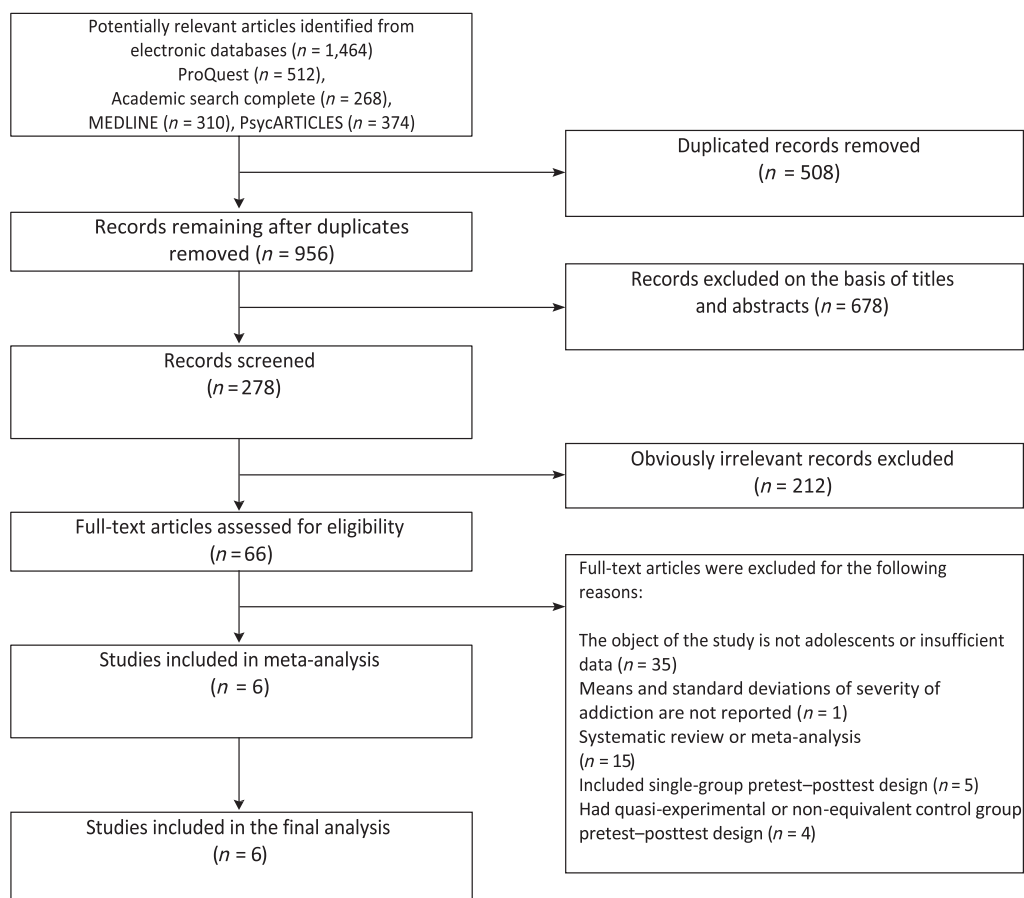 Potentially relevant articles identified from
electronic databases (n = 1,464)
ProQuest (n = 512),
Academic search complete (n = 268),
MEDLINE (n = 310), PsycARTICLES (n = 374)
Duplicated records removed
(n = 508)
Records remaining after duplicates
removed (n = 956)
Records excluded on the basis of titles
and abstracts (n = 678)
Records screened
(n = 278)
Obviously irrelevant records excluded
(n = 212)
Full-text articles assessed for eligibility
(n = 66)
Full-text articles were excluded for the following
reasons:
The object of the study is not adolescents or insufficient
data (n = 35)
Means and standard deviations of severity of
addiction are not reported (n = 1)
Systematic review or meta-analysis
(n = 15)
Included single-group pretest–posttest design (n = 5)
Had quasi-experimental or non-equivalent control group
pretest–posttest design (n = 4)
Studies included in meta-analysis
(n = 6)
Studies included in the final analysis
(n = 6)